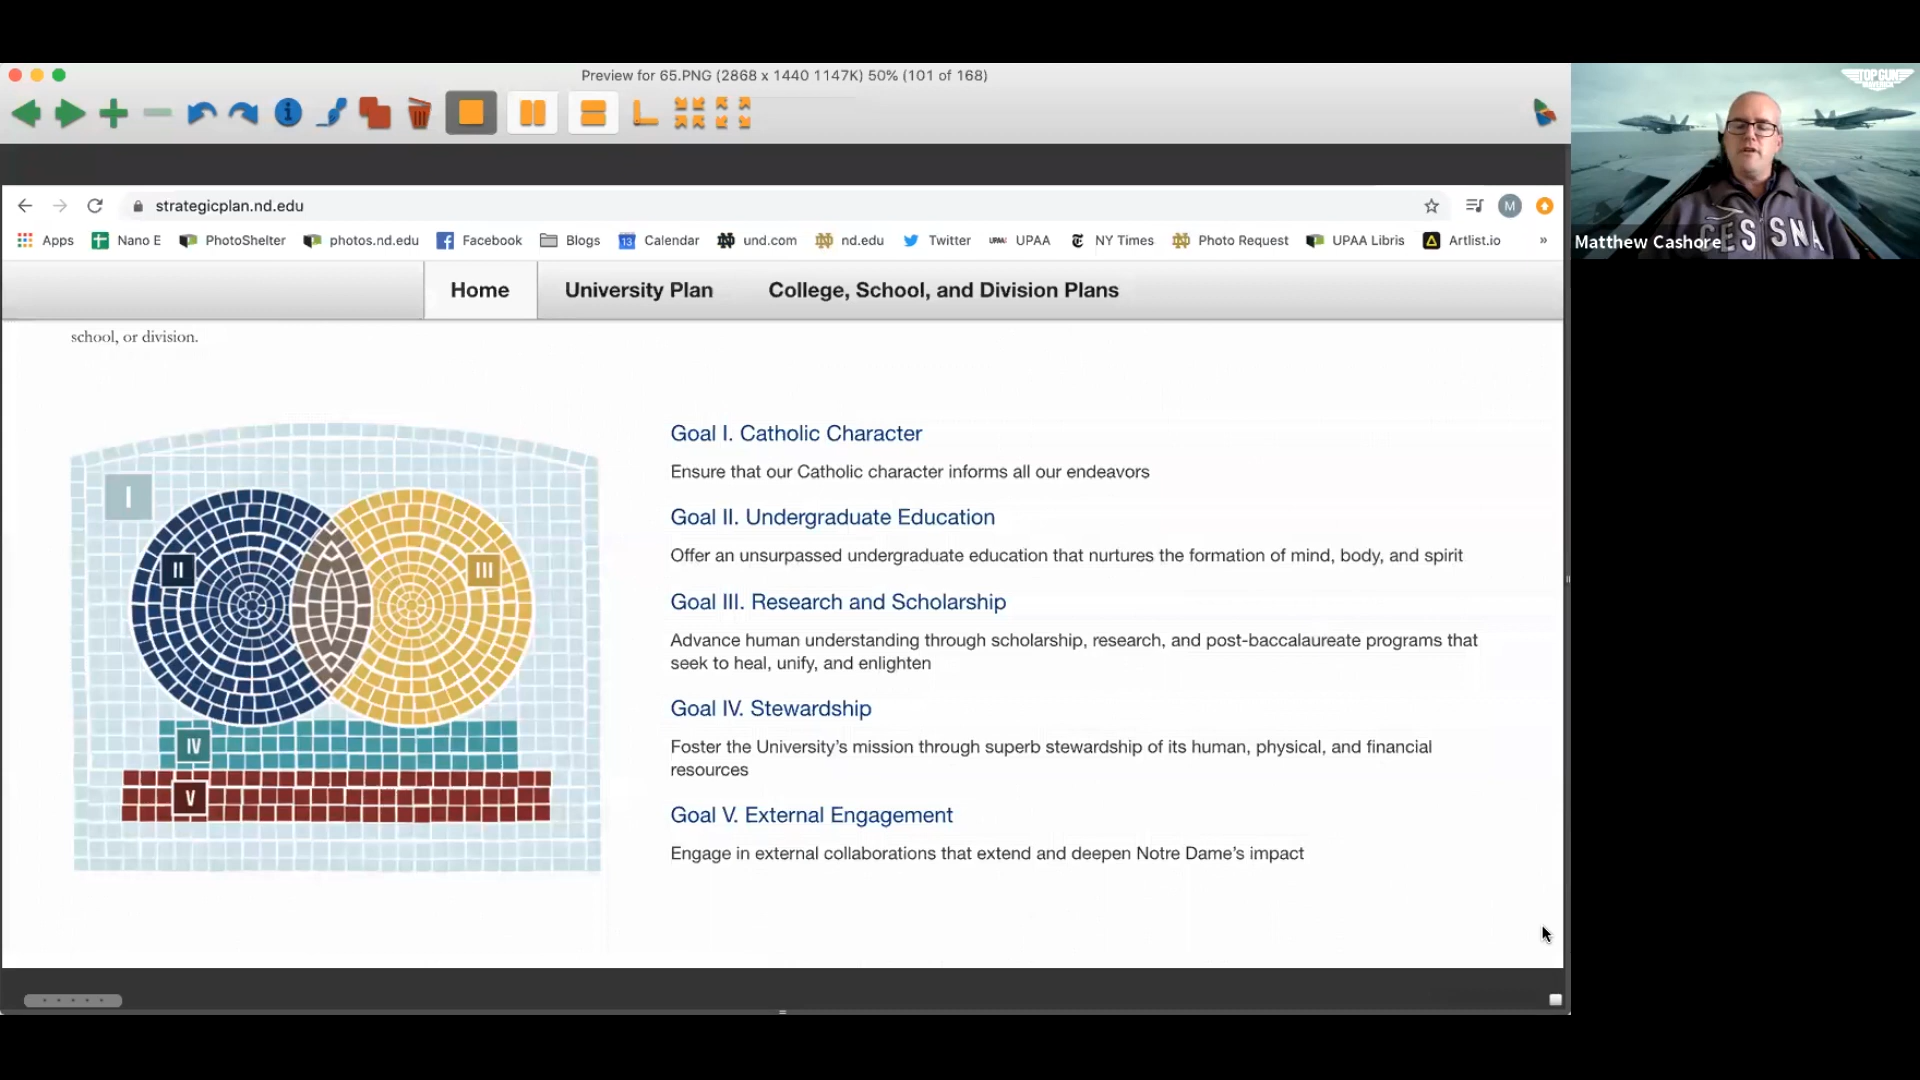 Preview for 65.PNG (2868 x 1440 1147K) 50% (101 of 168)
TOP GUN
MAVERICK
CESSNA
Matthew Cashore
strategicplan.nd.edu
M
Apps Nano E PhotoShelter photos.nd.edu Facebook Blogs 13 Calendar und.com nd.edu Twitter UPAA UPAA NY Times Photo Request UPAA Libris Artlist.io »
Home University Plan College, School, and Division Plans
school, or division.
I
II
III
IV
V
Goal I. Catholic Character
Ensure that our Catholic character informs all our endeavors
Goal II. Undergraduate Education
Offer an unsurpassed undergraduate education that nurtures the formation of mind, body, and spirit
Goal III. Research and Scholarship
Advance human understanding through scholarship, research, and post-baccalaureate programs that
seek to heal, unify, and enlighten
Goal IV. Stewardship
Foster the University's mission through superb stewardship of its human, physical, and financial
resources
Goal V. External Engagement
Engage in external collaborations that extend and deepen Notre Dame's impact